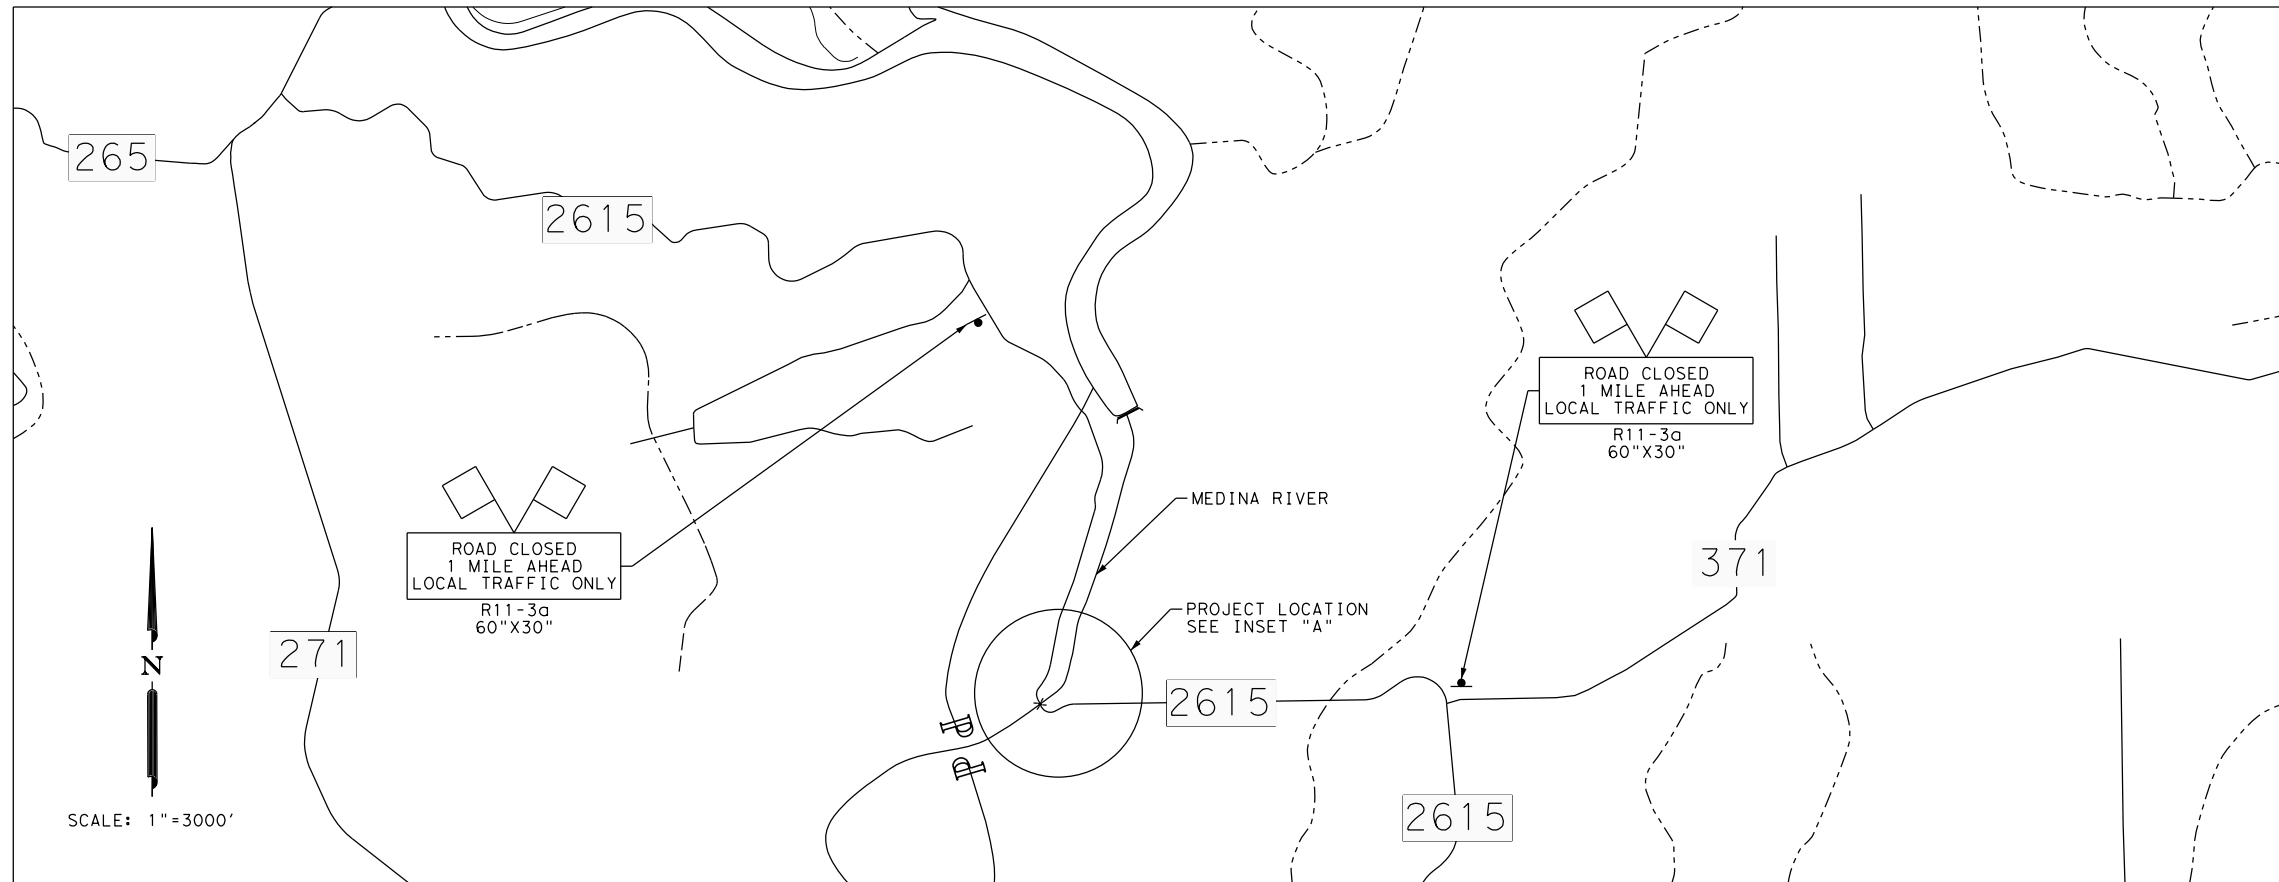 265
2615
ROAD CLOSED
1 MILE AHEAD
LOCAL TRAFFIC ONLY
R11-3a
60"X30"
MEDINA RIVER
ROAD CLOSED
1 MILE AHEAD
LOCAL TRAFFIC ONLY
R11-3a
60"X30"
371
PROJECT LOCATION
SEE INSET "A"
271
N
2615
P
P
SCALE: 1"=3000'
2615